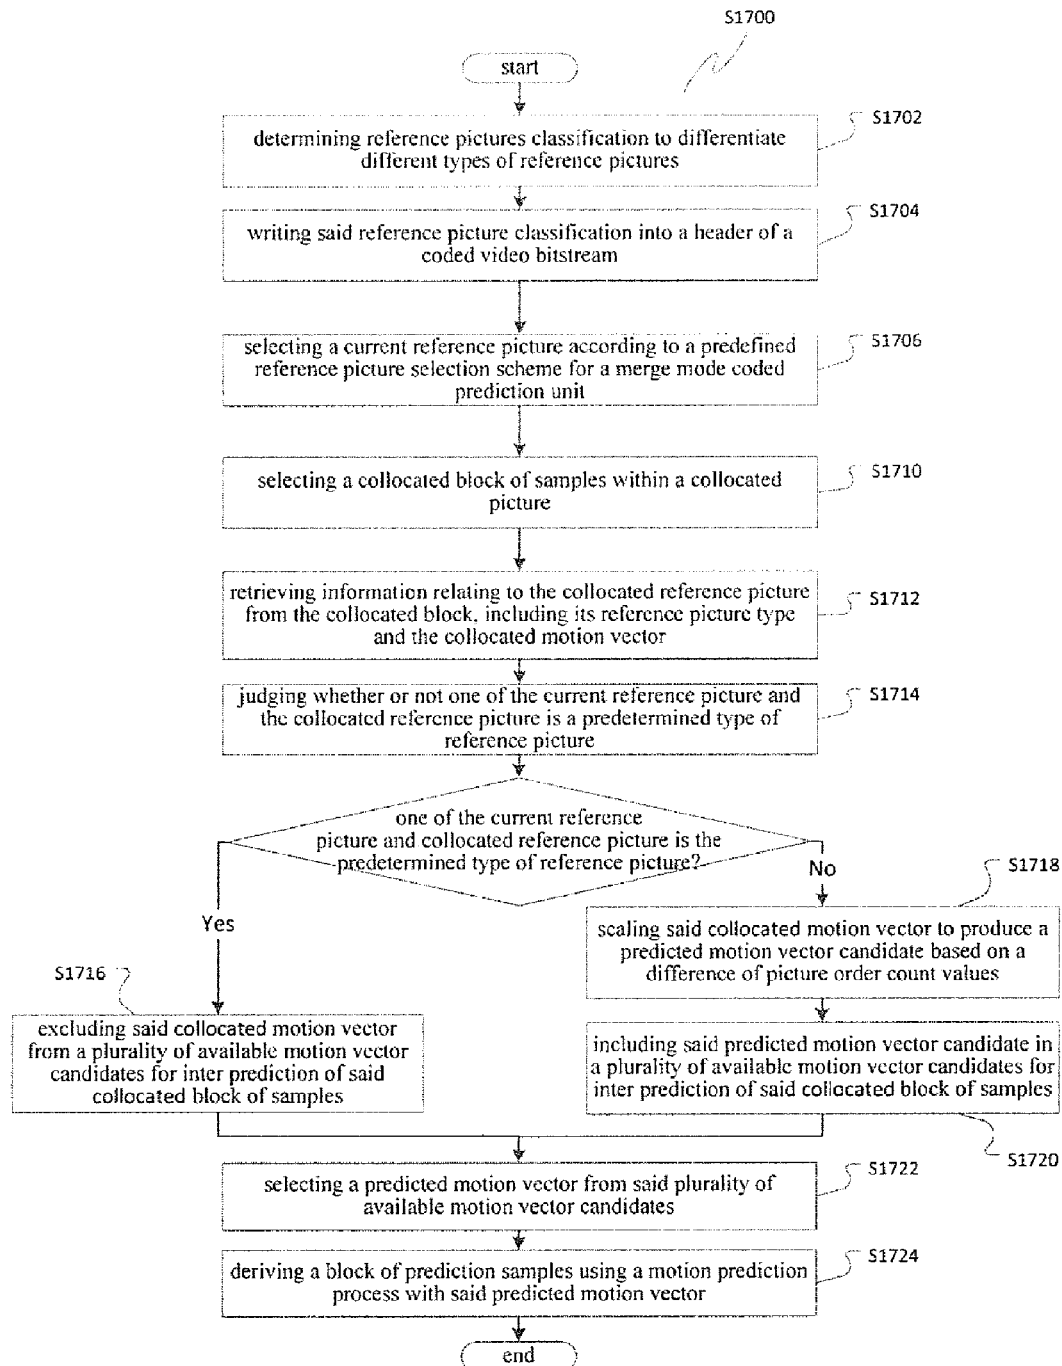 S1700
start
S1702
determining reference pictures classification to differentiate
different types of reference pictures
S1704
writing said reference picture classification into a header of a
coded video bitstream
S1706
selecting a current reference picture according to a predefined
reference picture selection scheme for a merge mode coded
prediction unit
S1710
selecting a collocated block of samples within a collocated
picture
S1712
retrieving information relating to the collocated reference picture
from the collocated block, including its reference picture type
and the collocated motion vector
S1714
judging whether or not one of the current reference picture and
the collocated reference picture is a predetermined type of
reference picture
one of the current reference
picture and collocated reference picture is the
predetermined type of reference picture?
No
Yes
S1718
scaling said collocated motion vector to produce a
predicted motion vector candidate based on a
difference of picture order count values
S1716
excluding said collocated motion vector
from a plurality of available motion vector
candidates for inter prediction of said
collocated block of samples
including said predicted motion vector candidate in
a plurality of available motion vector candidates for
inter prediction of said collocated block of samples
S1720
S1722
selecting a predicted motion vector from said plurality of
available motion vector candidates
S1724
deriving a block of prediction samples using a motion prediction
process with said predicted motion vector
end